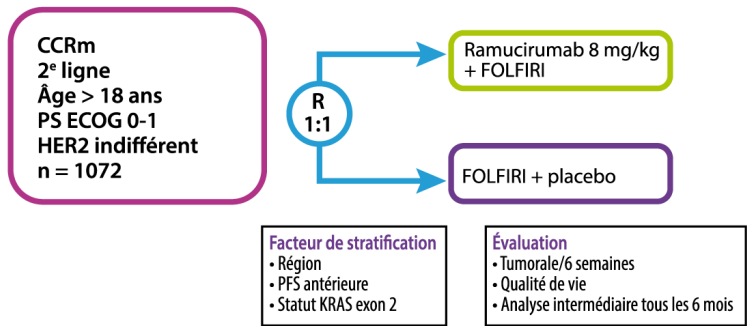 CCRm
2e ligne
Âge > 18 ans
PS ECOG 0-1
HER2 indifférent
n = 1072
R
1:1
Ramucirumab 8 mg/kg
+ FOLFIRI
FOLFIRI + placebo
Facteur de stratification
• Région
• PFS antérieure
• Statut KRAS exon 2
Évaluation
• Tumorale/6 semaines
• Qualité de vie
• Analyse intermédiaire tous les 6 mois